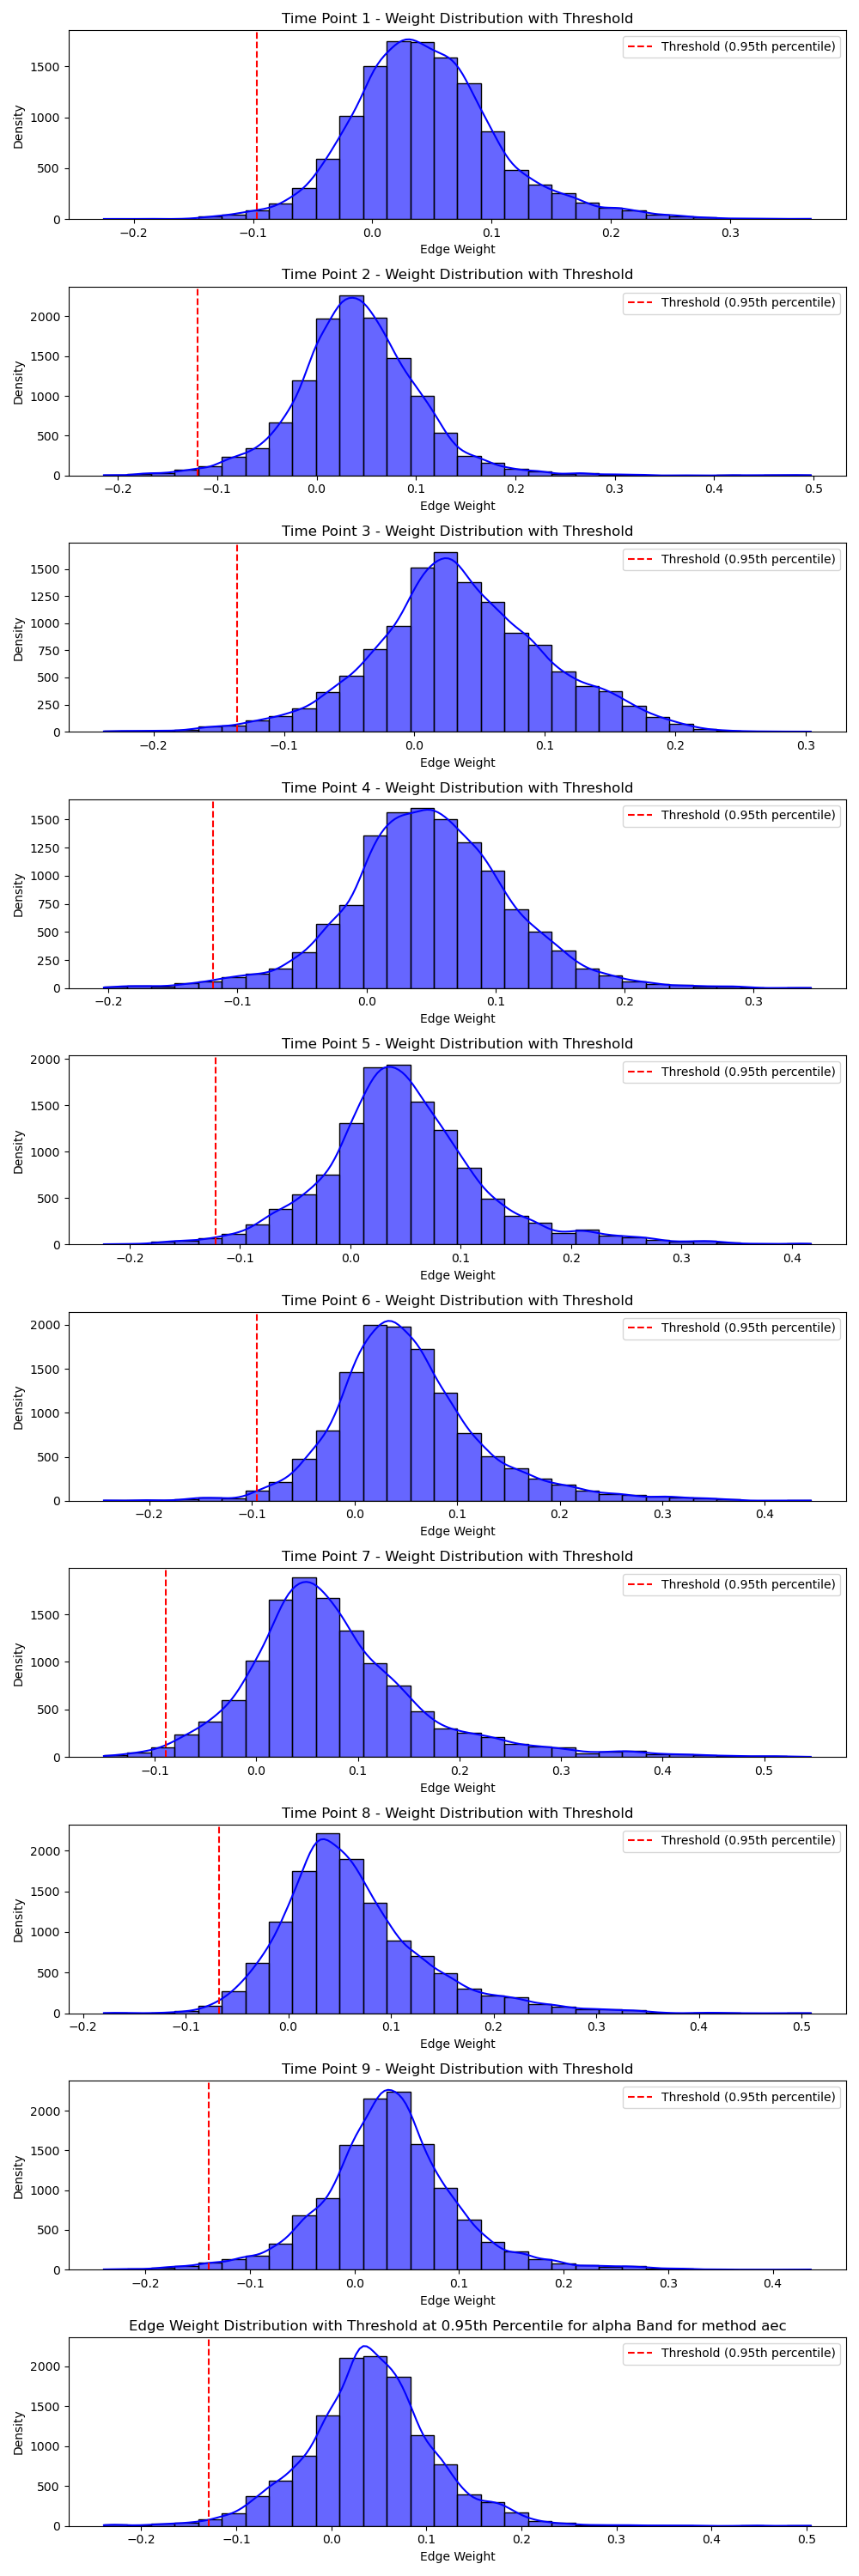 Time Point 1 - Weight Distribution with Threshold
Threshold (0.95th percentile)
Density
1500
1000
500
0
−0.2 −0.1 0.0 0.1 0.2 0.3
Edge Weight
Time Point 2 - Weight Distribution with Threshold
Threshold (0.95th percentile)
Density
2000
1500
1000
500
0
−0.2 −0.1 0.0 0.1 0.2 0.3 0.4 0.5
Edge Weight
Time Point 3 - Weight Distribution with Threshold
Threshold (0.95th percentile)
Density
1500
1250
1000
750
500
250
0
−0.2 −0.1 0.0 0.1 0.2 0.3
Edge Weight
Time Point 4 - Weight Distribution with Threshold
Threshold (0.95th percentile)
Density
1500
1250
1000
750
500
250
0
−0.2 −0.1 0.0 0.1 0.2 0.3
Edge Weight
Time Point 5 - Weight Distribution with Threshold
Threshold (0.95th percentile)
Density
2000
1500
1000
500
0
−0.2 −0.1 0.0 0.1 0.2 0.3 0.4
Edge Weight
Time Point 6 - Weight Distribution with Threshold
Threshold (0.95th percentile)
Density
2000
1500
1000
500
0
−0.2 −0.1 0.0 0.1 0.2 0.3 0.4
Edge Weight
Time Point 7 - Weight Distribution with Threshold
Threshold (0.95th percentile)
Density
1500
1000
500
0
−0.1 0.0 0.1 0.2 0.3 0.4 0.5
Edge Weight
Time Point 8 - Weight Distribution with Threshold
Threshold (0.95th percentile)
Density
2000
1500
1000
500
0
−0.2 −0.1 0.0 0.1 0.2 0.3 0.4 0.5
Edge Weight
Time Point 9 - Weight Distribution with Threshold
Threshold (0.95th percentile)
Density
2000
1500
1000
500
0
−0.2 −0.1 0.0 0.1 0.2 0.3 0.4
Edge Weight
Edge Weight Distribution with Threshold at 0.95th Percentile for alpha Band for method aec
Threshold (0.95th percentile)
Density
2000
1500
1000
500
0
−0.2 −0.1 0.0 0.1 0.2 0.3 0.4 0.5
Edge Weight